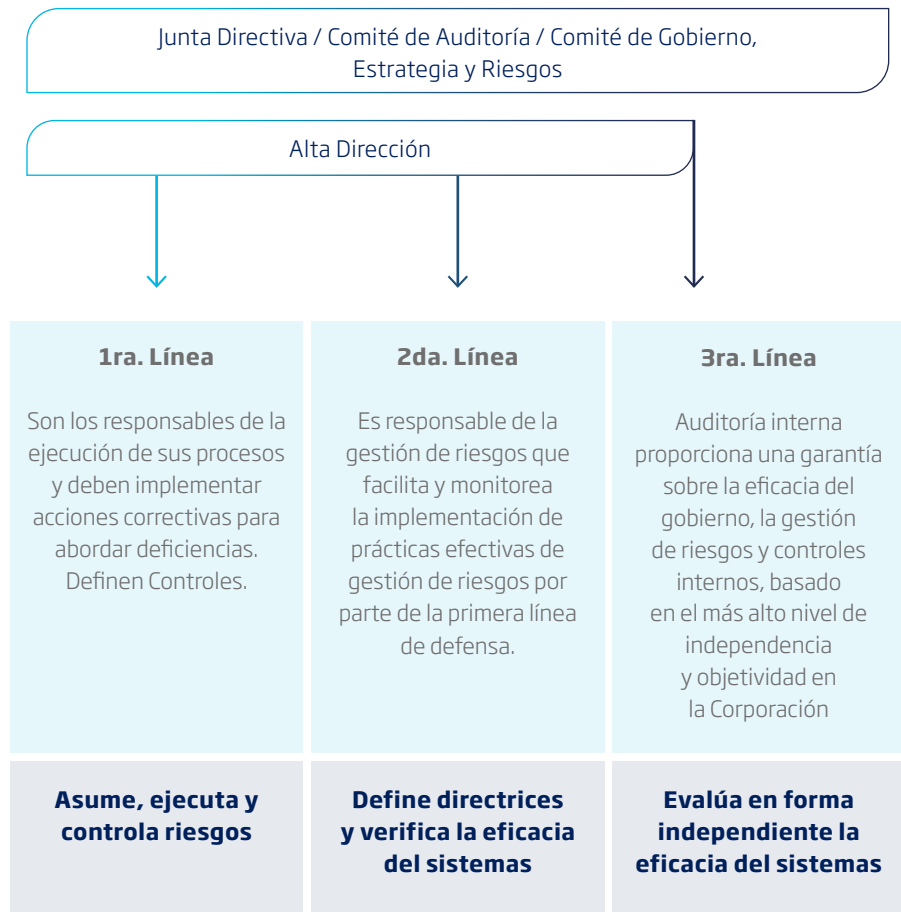 Junta Directiva / Comité de Auditoría / Comité de Gobierno,
Estrategia y Riesgos
Alta Dirección
1ra. Línea
Son los responsables de la
ejecución de sus procesos
y deben implementar
acciones correctivas para
abordar deficiencias.
Definen Controles.
Asume, ejecuta y
controla riesgos
2da. Línea
Es responsable de la
gestión de riesgos que
facilita y monitorea
la implementación de
prácticas efectivas de
gestión de riesgos por
parte de la primera línea
de defensa.
Define directrices
y verifica la eficacia
del sistemas
3ra. Línea
Auditoría interna
proporciona una garantía
sobre la eficacia del
gobierno, la gestión
de riesgos y controles
internos, basado
en el más alto nivel de
independencia
y objetividad en
la Corporación
Evalúa en forma
independiente la
eficacia del sistemas